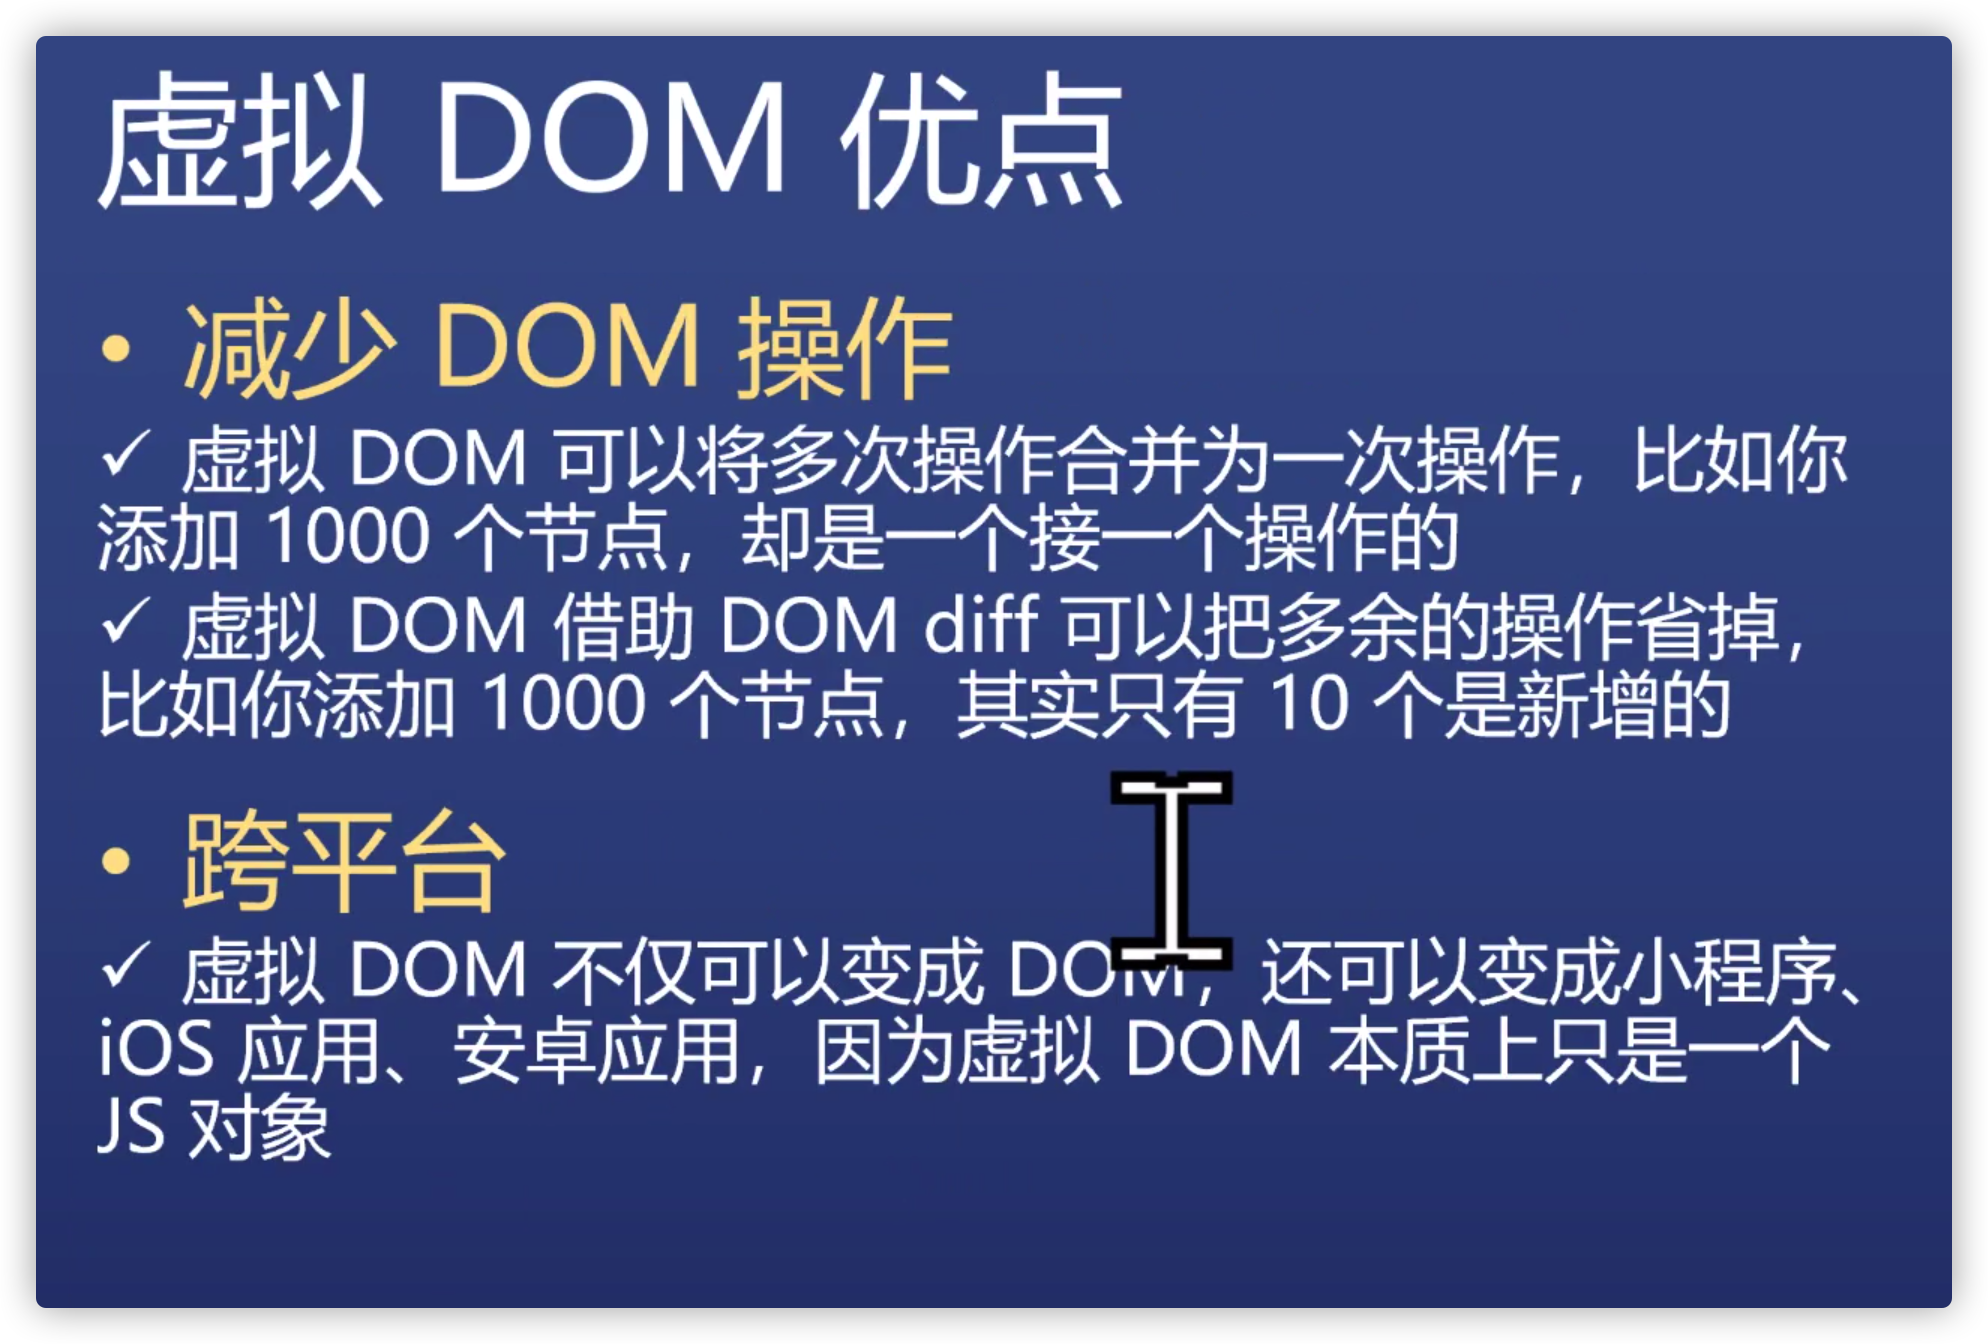 虚拟 DOM 优点
• 减少 DOM 操作
✓ 虚拟 DOM 可以将多次操作合并为一次操作，比如你
添加 1000 个节点，却是一个接一个操作的
✓ 虚拟 DOM 借助 DOM diff 可以把多余的操作省掉，
比如你添加 1000 个节点，其实只有 10 个是新增的
• 跨平台
✓ 虚拟 DOM 不仅可以变成 DOM，还可以变成小程序、
iOS 应用、安卓应用，因为虚拟 DOM 本质上只是一个
JS 对象